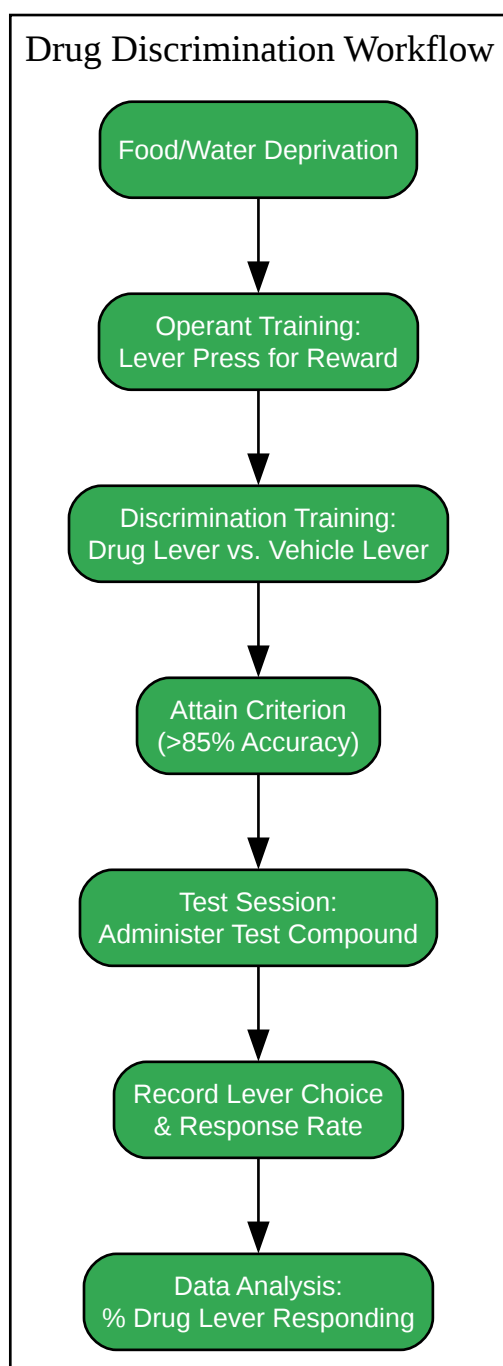 Drug Discrimination Workflow
Food/Water Deprivation
Operant Training:
Lever Press for Reward
Discrimination Training:
Drug Lever vs. Vehicle Lever
Attain Criterion
(>85% Accuracy)
Test Session:
Administer Test Compound
Record Lever Choice
& Response Rate
Data Analysis:
% Drug Lever Responding